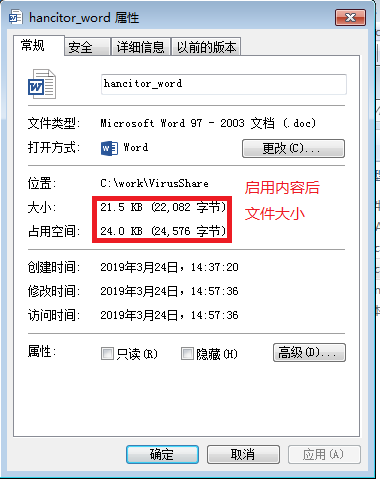 hancitor_word 属性
常规 安全 详细信息 以前的版本
hancitor_word
文件类型: Microsoft Word 97 - 2003 文档 (.doc)
打开方式: Word 更改(C)...
位置: C:\work\VirusShare
大小: 21.5 KB (22,082 字节)
占用空间: 24.0 KB (24,576 字节)
启用内容后
文件大小
创建时间: 2019年3月24日，14:37:20
修改时间: 2019年3月24日，14:57:36
访问时间: 2019年3月24日，14:57:36
属性: 只读(R) 隐藏(H) 高级(D)...
确定 取消 应用(A)